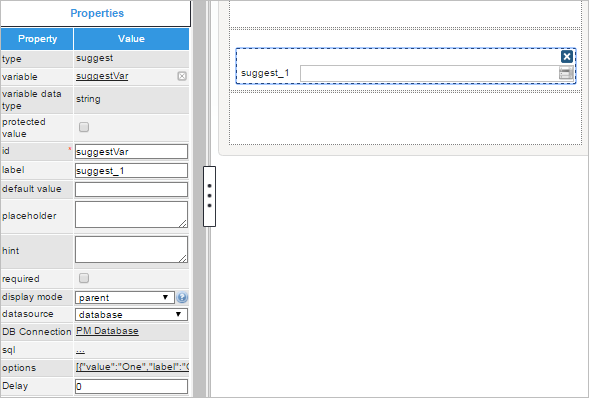 Properties
Property Value
type suggest
variable suggestVar
variable data type string
protected value
id * suggestVar
label suggest_1
default value
placeholder
hint
required
display mode parent
datasource database
DB Connection PM Database
sql ...
options [{"value":"One","label":"
Delay 0
suggest_1